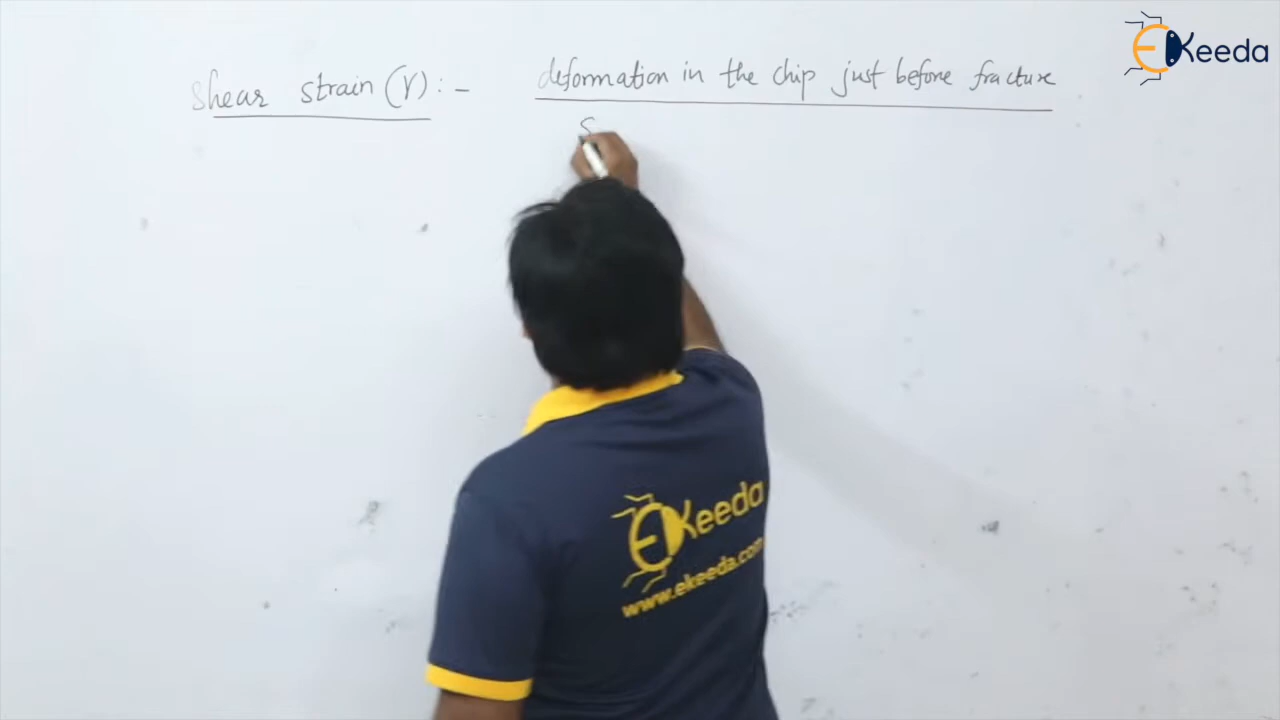 EKeeda
shear strain (γ) :- deformation in the chip just before fracture
S
EKeeda
www.ekeeda.com